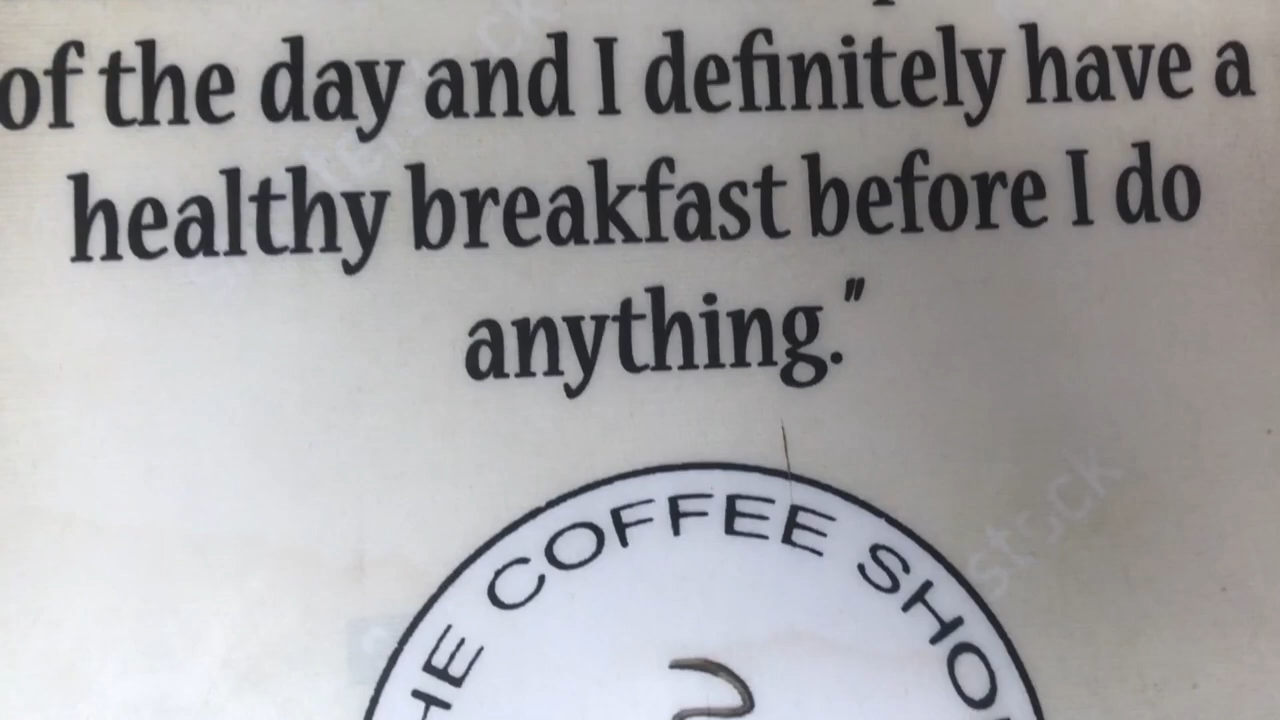 of the day and I definitely have a
healthy breakfast before I do
anything."
HE COFFEE SHO